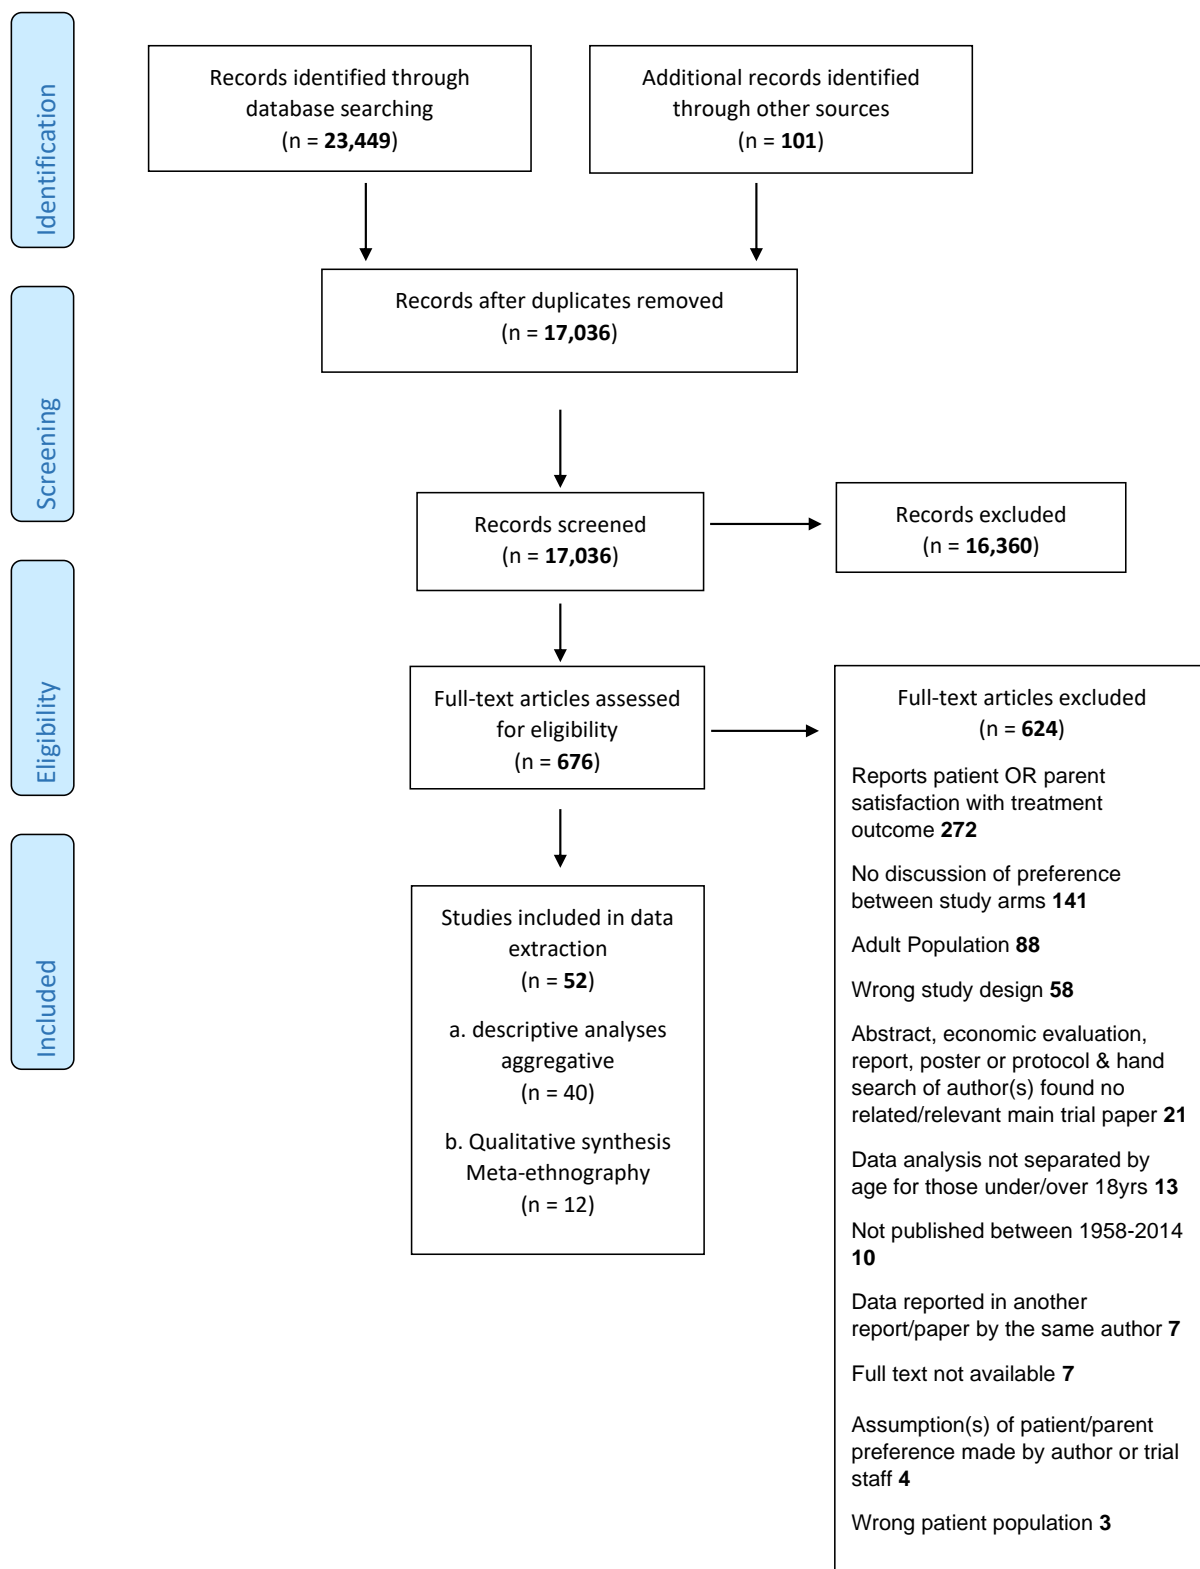 Identification
Records identified through
database searching
(n = 23,449)
Additional records identified
through other sources
(n = 101)
Records after duplicates removed
(n = 17,036)
Screening
Records screened
(n = 17,036)
Records excluded
(n = 16,360)
Eligibility
Full-text articles assessed
for eligibility
(n = 676)
Full-text articles excluded
(n = 624)
Reports patient OR parent
satisfaction with treatment
outcome 272
No discussion of preference
between study arms 141
Adult Population 88
Wrong study design 58
Abstract, economic evaluation,
report, poster or protocol & hand
search of author(s) found no
related/relevant main trial paper 21
Data analysis not separated by
age for those under/over 18yrs 13
Not published between 1958-2014
10
Data reported in another
report/paper by the same author 7
Full text not available 7
Assumption(s) of patient/parent
preference made by author or trial
staff 4
Wrong patient population 3
Included
Studies included in data
extraction
(n = 52)
a. descriptive analyses
aggregative
(n = 40)
b. Qualitative synthesis
Meta-ethnography
(n = 12)